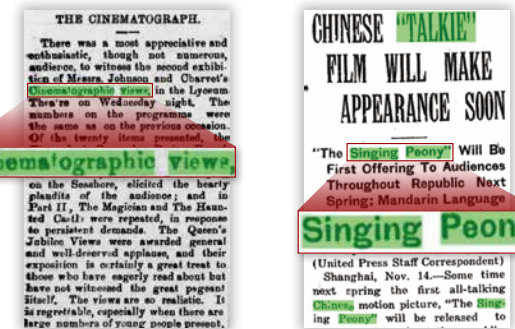 THE CINEMATOGRAPH.
There was a most appreciative and
enthusiastic, though not numerous,
audience, to witness the second exhibi-
tion of Messrs. Johnson and Charvet's
Cinematographic views, in the Lyceum
Theatre on Wednesday night. The
numbers on the programme were
the same as on the previous occasion.
Of the twenty items presented, the
nematographic views,
on the Seashore, elicited the hearty
plaudits of the audience; and in
Part II, The Magician and The Haun-
ted Castle were repeated, in response
to persistent demands. The Queen's
Jubilee Views were awarded general
and well-deserved applause, and their
exposition is certainly a great treat to
those who have eagerly read about but
have not witnessed the great pageant
itself. The views are so realistic. It
is regrettable, especially when there are
large numbers of young people present,
CHINESE "TALKIE"
FILM WILL MAKE
APPEARANCE SOON
"The Singing Peony" Will Be
First Offering To Audiences
Throughout Republic Next
Spring; Mandarin Language
Singing Peon
(United Press Staff Correspondent)
Shanghai, Nov. 14.—Some time
next spring the first all-talking
Chinese motion picture, "The Sing-
ing Peony" will be released to